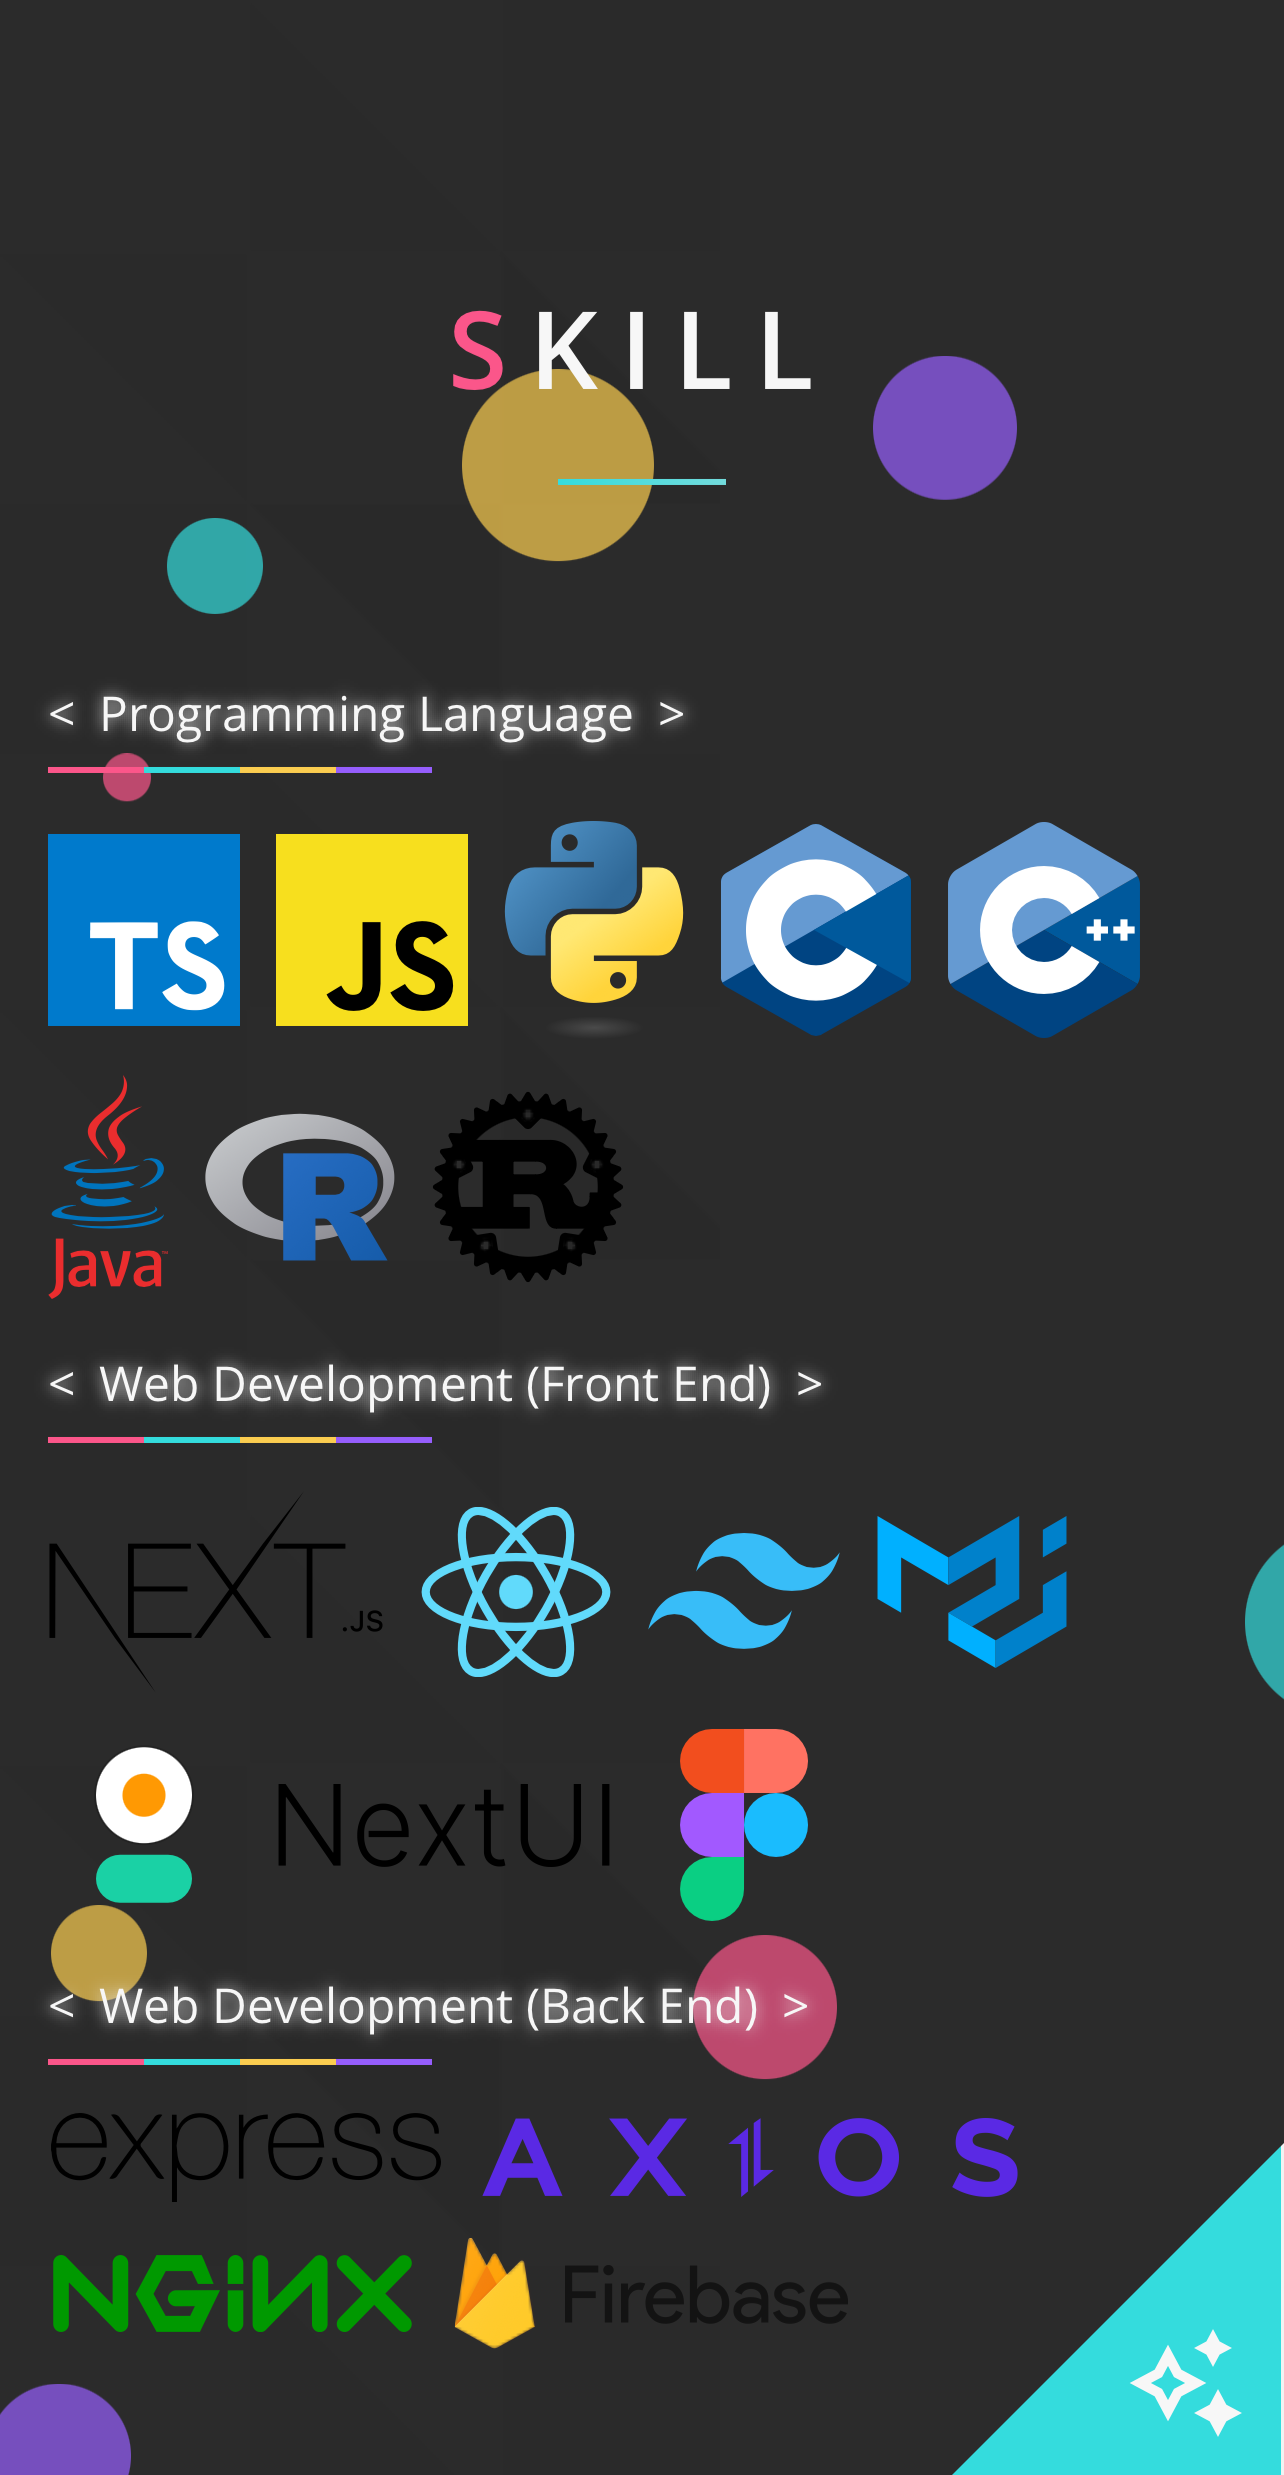 SKILL
< Programming Language >
TS JS C C++
Java™ R R
< Web Development (Front End) >
NEXT.JS
NextUI
< Web Development (Back End) >
express AXIOS
NGiNX Firebase